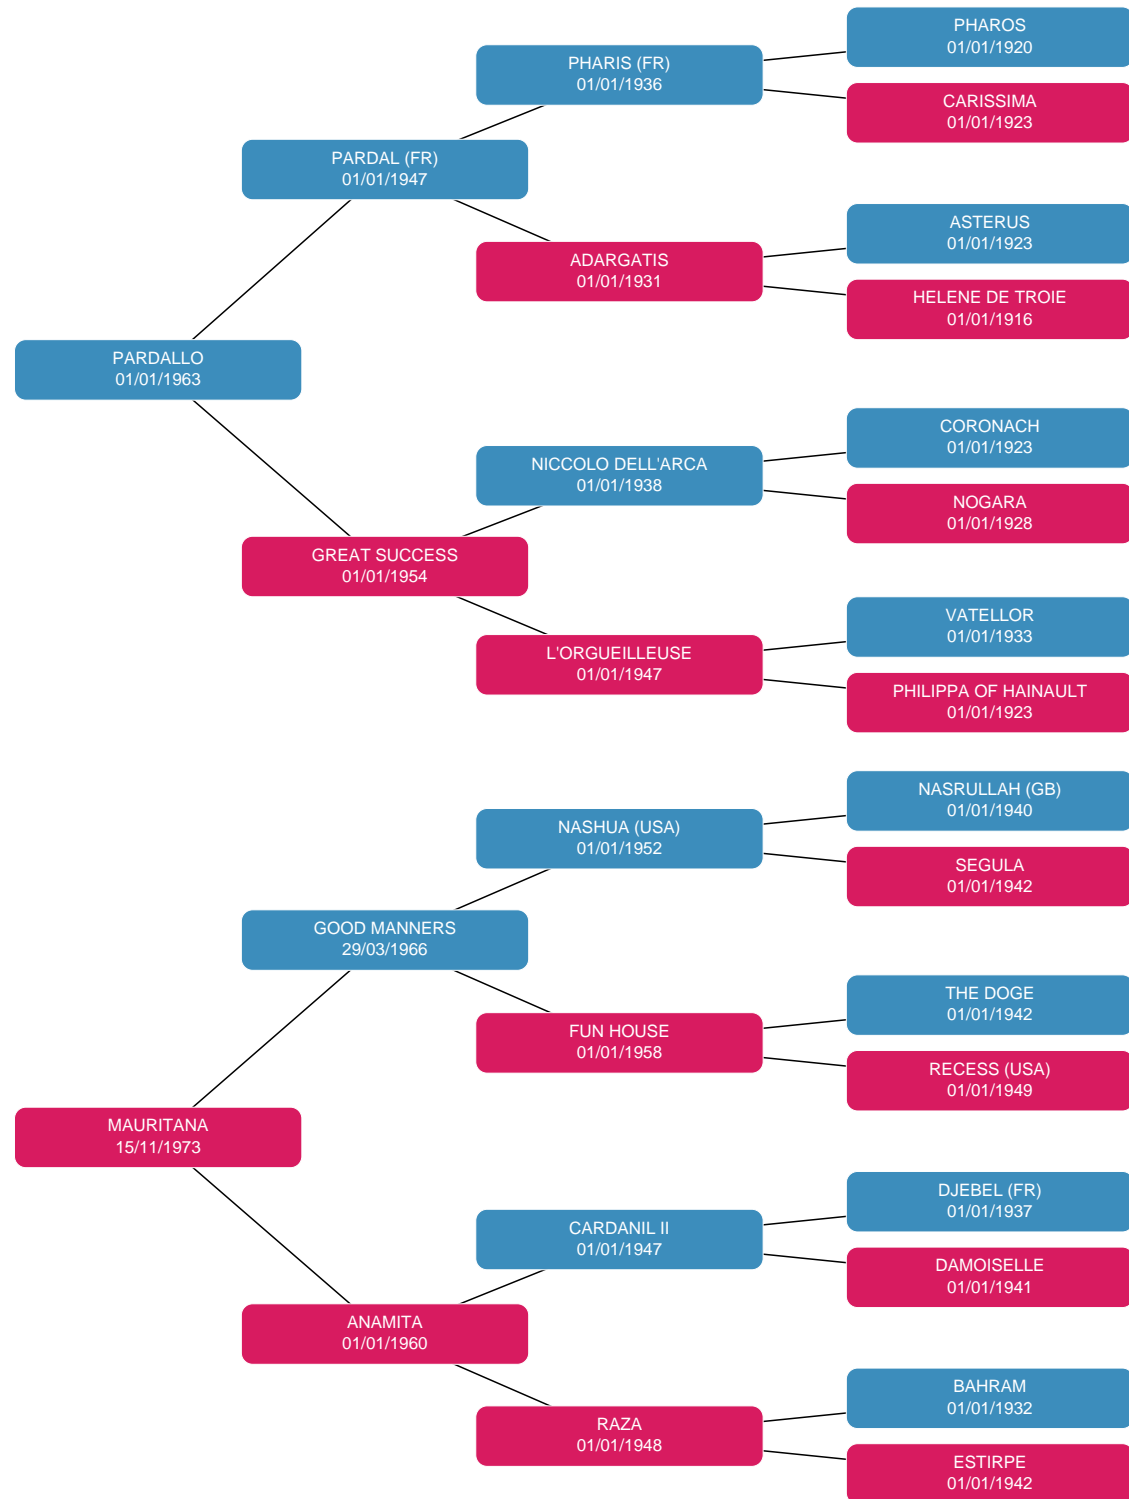 PHAROS
01/01/1920
PHARIS (FR)
01/01/1936
CARISSIMA
01/01/1923
PARDAL (FR)
01/01/1947
ASTERUS
01/01/1923
ADARGATIS
01/01/1931
HELENE DE TROIE
01/01/1916
PARDALLO
01/01/1963
CORONACH
01/01/1923
NICCOLO DELL'ARCA
01/01/1938
NOGARA
01/01/1928
GREAT SUCCESS
01/01/1954
VATELLOR
01/01/1933
L'ORGUEILLEUSE
01/01/1947
PHILIPPA OF HAINAULT
01/01/1923
NASRULLAH (GB)
01/01/1940
NASHUA (USA)
01/01/1952
SEGULA
01/01/1942
GOOD MANNERS
29/03/1966
THE DOGE
01/01/1942
FUN HOUSE
01/01/1958
RECESS (USA)
01/01/1949
MAURITANA
15/11/1973
DJEBEL (FR)
01/01/1937
CARDANIL II
01/01/1947
DAMOISELLE
01/01/1941
ANAMITA
01/01/1960
BAHRAM
01/01/1932
RAZA
01/01/1948
ESTIRPE
01/01/1942